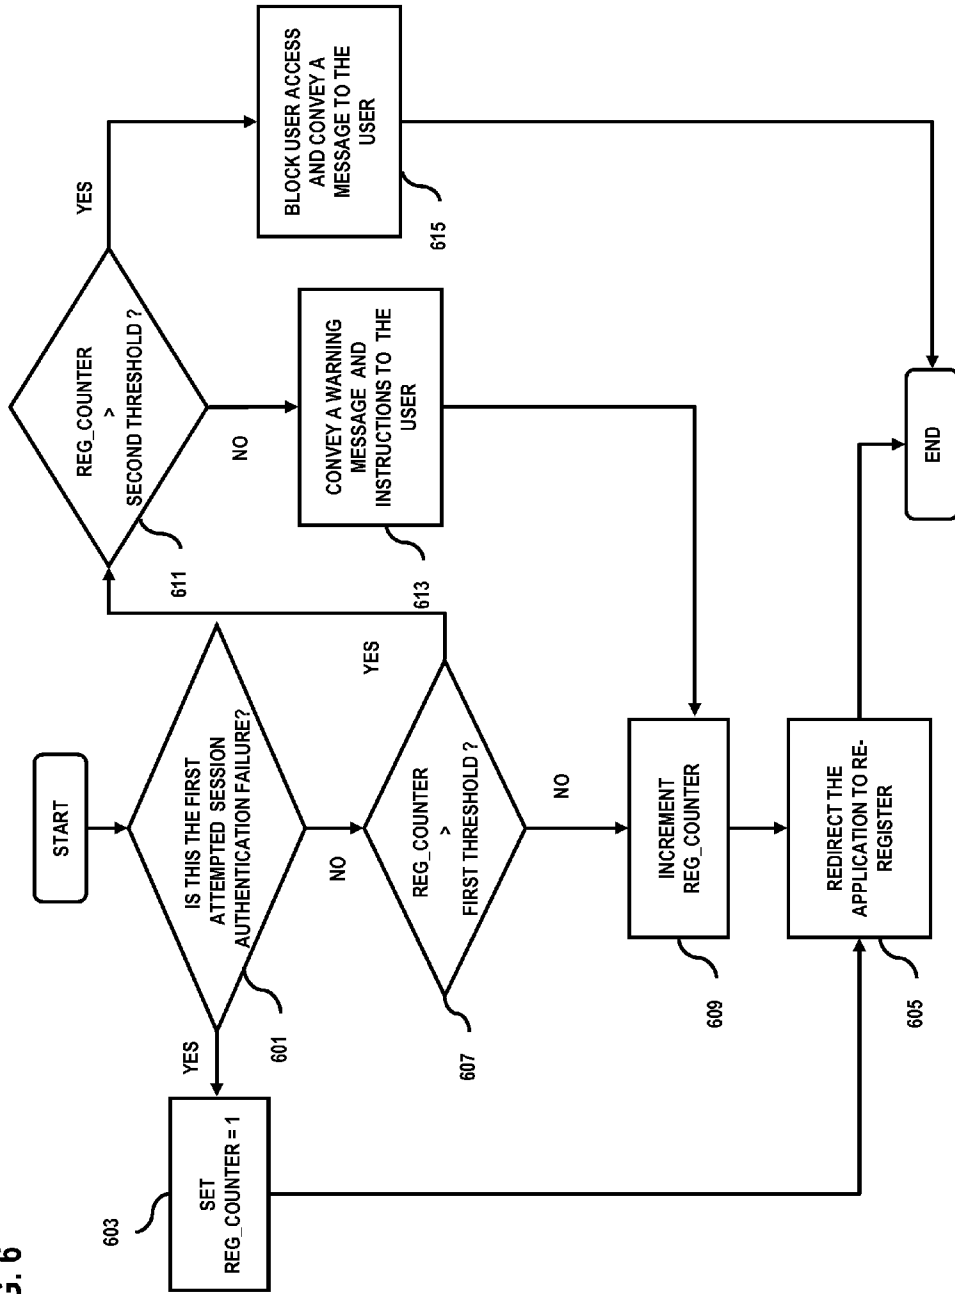 START
IS THIS THE FIRST
ATTEMPTED SESSION
AUTHENTICATION FAILURE?
601
YES
SET
REG_COUNTER = 1
603
NO
REG_COUNTER
>
FIRST THRESHOLD ?
607
YES
REG_COUNTER
>
SECOND THRESHOLD ?
611
YES
BLOCK USER ACCESS
AND CONVEY A
MESSAGE TO THE
USER
615
NO
CONVEY A WARNING
MESSAGE AND
INSTRUCTIONS TO THE
USER
613
NO
INCREMENT
REG_COUNTER
609
REDIRECT THE
APPLICATION TO RE-
REGISTER
605
END
G. 6